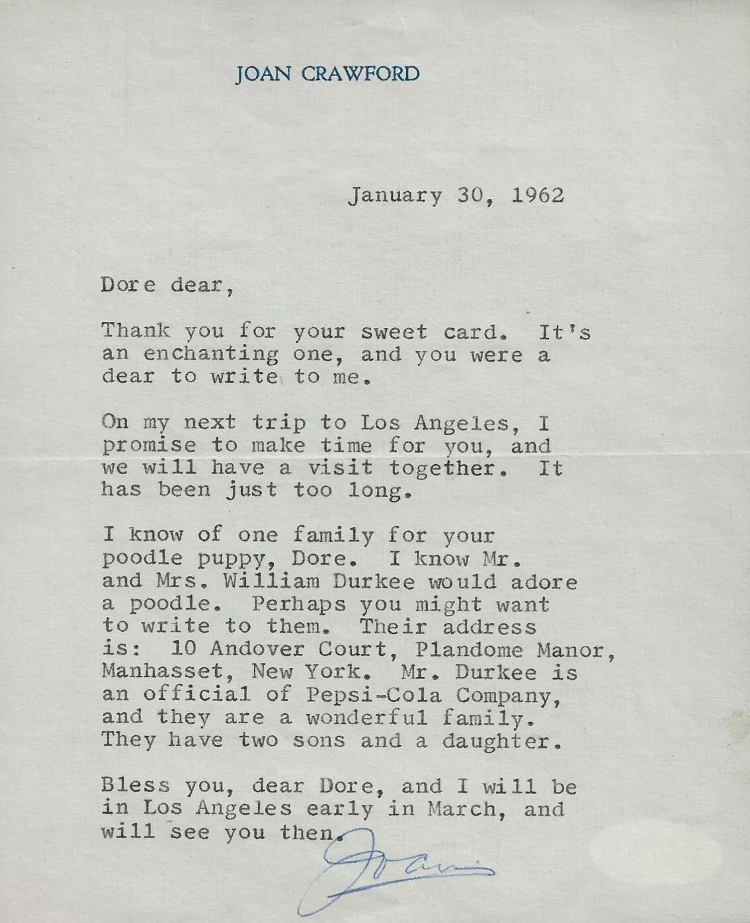 JOAN CRAWFORD
January 30, 1962
Dore dear,
Thank you for your sweet card. It's
an enchanting one, and you were a
dear to write to me.
On my next trip to Los Angeles, I
promise to make time for you, and
we will have a visit together. It
has been just too long.
I know of one family for your
poodle puppy, Dore. I know Mr.
and Mrs. William Durkee would adore
a poodle. Perhaps you might want
to write to them. Their address
is: 10 Andover Court, Plandome Manor,
Manhasset, New York. Mr. Durkee is
an official of Pepsi-Cola Company,
and they are a wonderful family.
They have two sons and a daughter.
Bless you, dear Dore, and I will be
in Los Angeles early in March, and
will see you then.
Joan